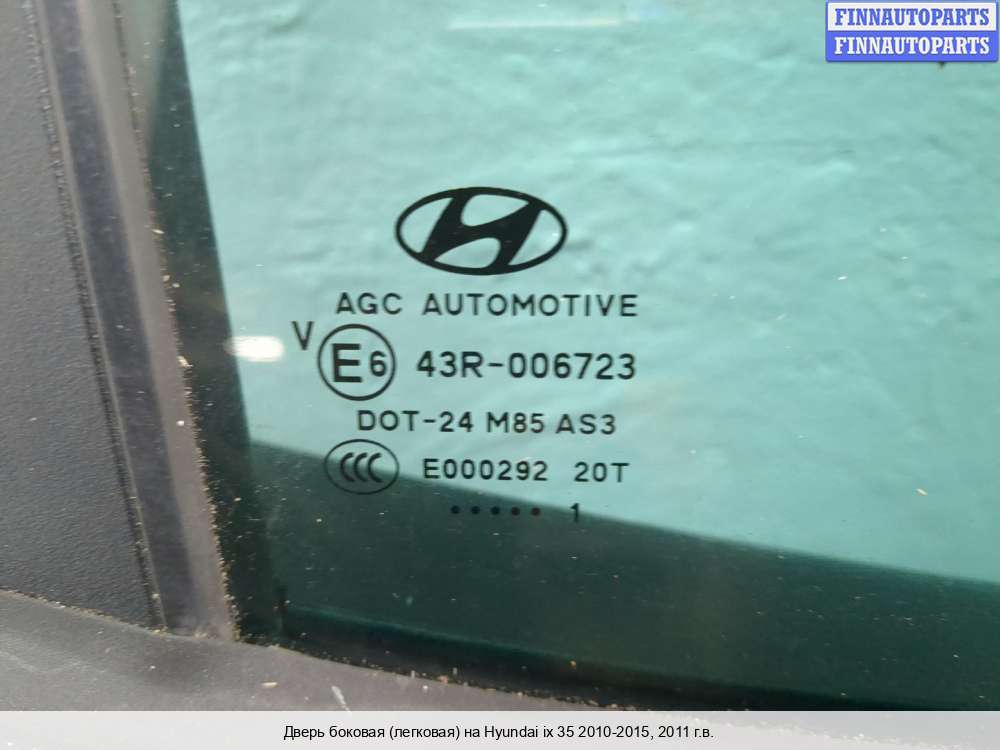 FINNAUTOPARTS
FINNAUTOPARTS
AGC AUTOMOTIVE
V E6 43R-006723
DOT-24 M85 AS3
CCC E000292 20T
..... 1
Дверь боковая (легковая) на Hyundai ix 35 2010-2015, 2011 г.в.